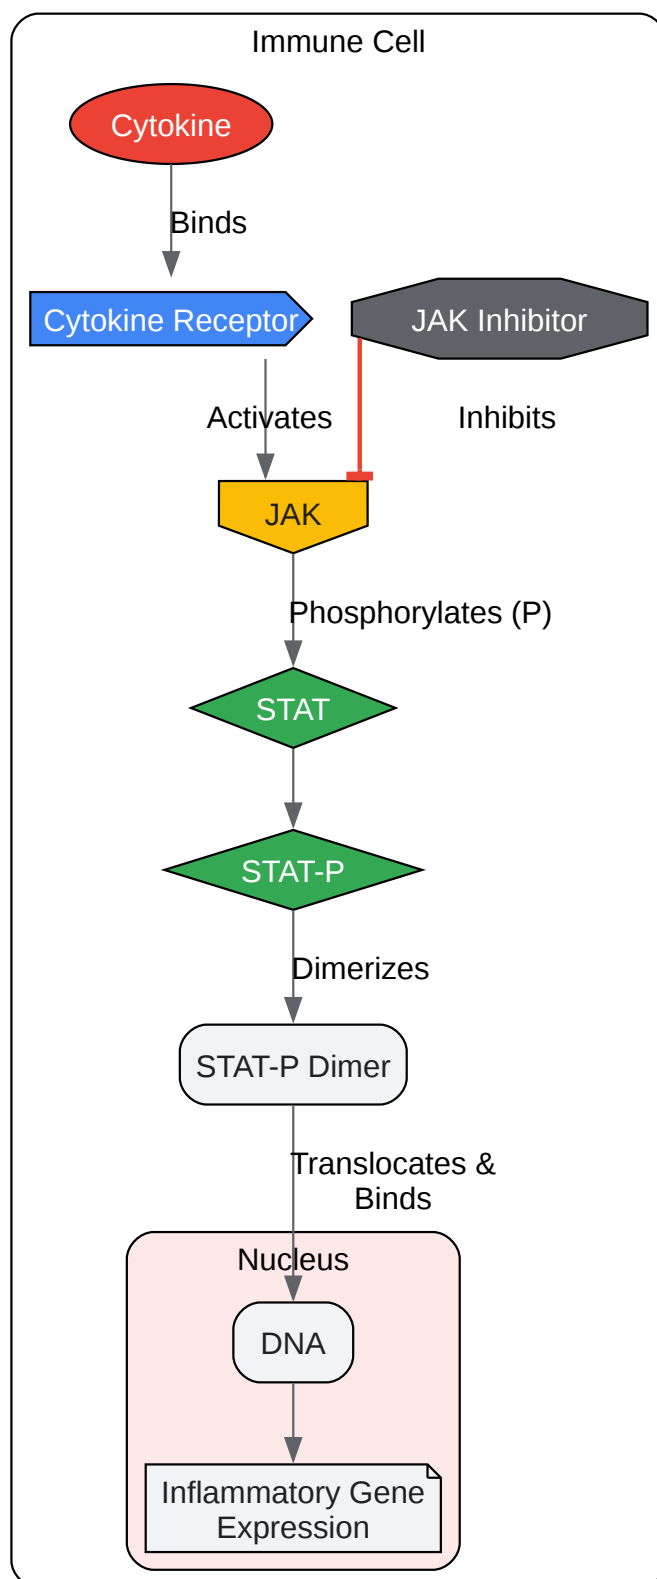 Immune Cell
Cytokine
Binds
Cytokine Receptor
JAK Inhibitor
Activates
Inhibits
JAK
Phosphorylates (P)
STAT
STAT-P
Dimerizes
STAT-P Dimer
Translocates &
Binds
Nucleus
DNA
Inflammatory Gene
Expression